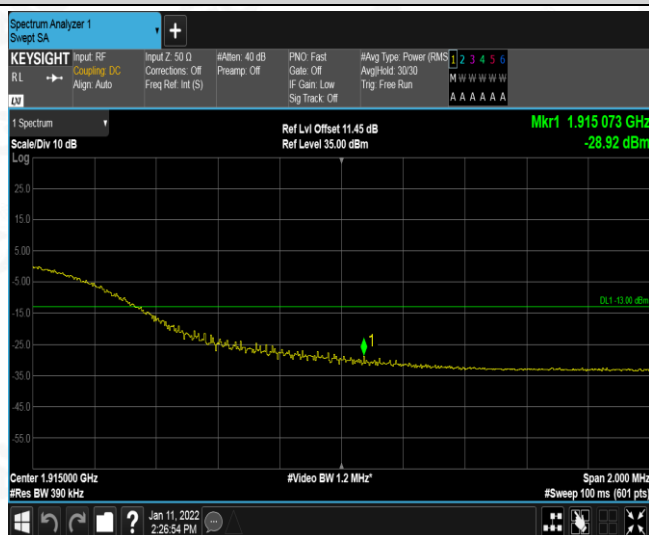 Spectrum Analyzer 1
Swept SA
+
KEYSIGHT Input: RF Input Z: 50 Ω #Atten: 40 dB PNO: Fast #Avg Type: Power (RMS 1 2 3 4 5 6
RL Coupling: DC Corrections: Off Preamp: Off Gate: Off Avg|Hold: 30/30 M W W W W W
Align: Auto Freq Ref: Int (S) IF Gain: Low Trig: Free Run
LXI Sig Track: Off A A A A A A
1 Spectrum Ref Lvl Offset 11.45 dB Mkr1 1.915 073 GHz
Scale/Div 10 dB Ref Level 35.00 dBm -28.92 dBm
Log
25.0
15.0
5.00
-5.00
DL1 -13.00 dBm
-15.0
1
-25.0
-35.0
-45.0
-55.0
Center 1.915000 GHz #Video BW 1.2 MHz* Span 2.000 MHz
#Res BW 390 kHz #Sweep 100 ms (601 pts)
? Jan 11, 2022
2:26:54 PM